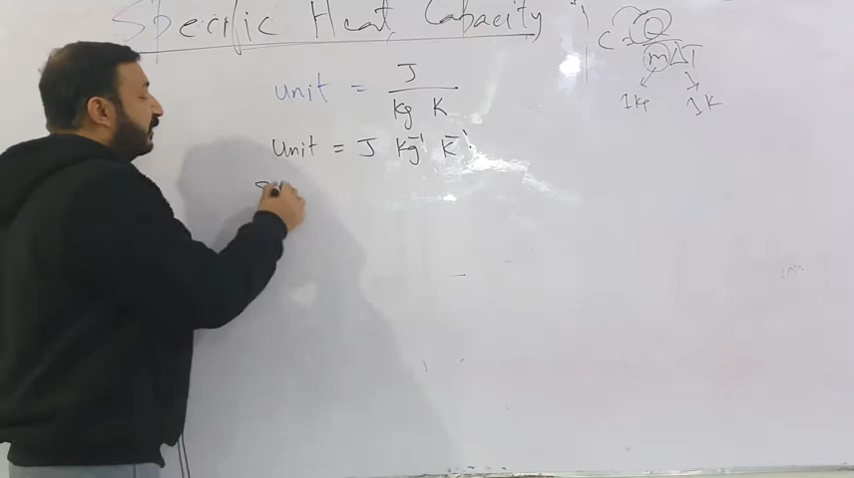 Specific Heat Capacity
c = Q
mΔT
1kg 1K
unit = J
kg K
unit = J kg⁻¹ K⁻¹